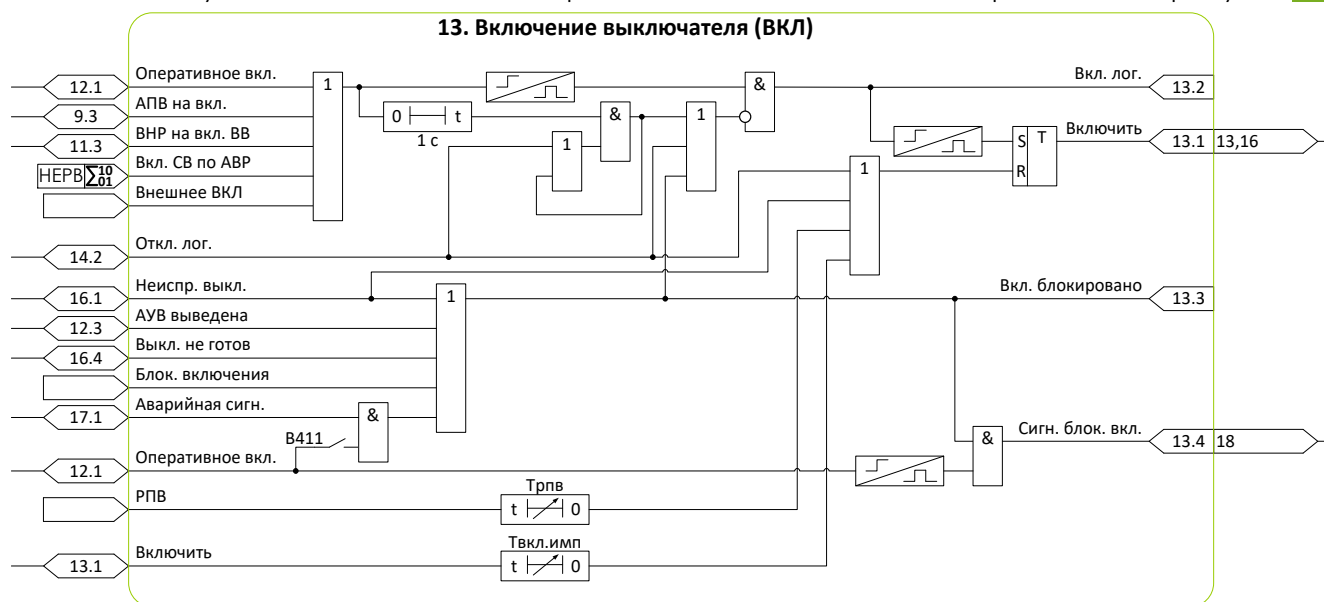 13. Включение выключателя (ВКЛ)
12.1 Оперативное вкл.
9.3 АПВ на вкл.
11.3 ВНР на вкл. ВВ
НЕРВ Σ10 01 Вкл. СВ по АВР
Внешнее ВКЛ
14.2 Откл. лог.
16.1 Неиспр. выкл.
12.3 АУВ выведена
16.4 Выкл. не готов
Блок. включения
17.1 Аварийная сигн.
B411
12.1 Оперативное вкл.
РПВ
13.1 Включить
1
0 t
1 с
&
1
1
&
1
S T
R
1
&
&
Трпв
t 0
Твкл.имп
t 0
Вкл. лог. 13.2
Включить 13.1 13,16
Вкл. блокировано 13.3
Сигн. блок. вкл. 13.4 18